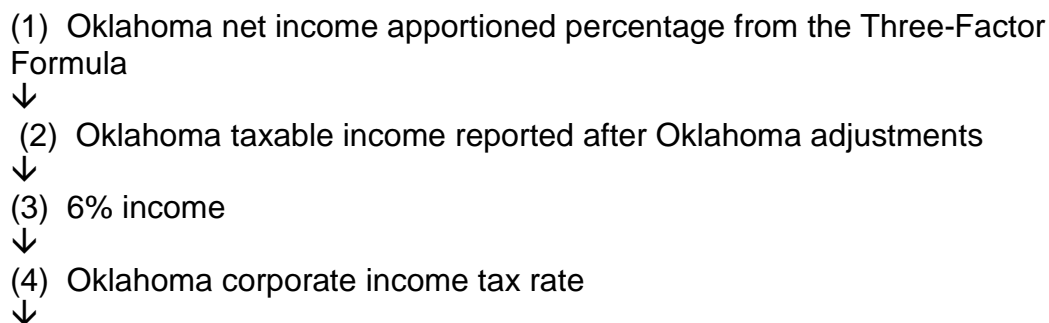 (1) Oklahoma net income apportioned percentage from the Three-Factor
Formula
↓
(2) Oklahoma taxable income reported after Oklahoma adjustments
↓
(3) 6% income
↓
(4) Oklahoma corporate income tax rate
↓